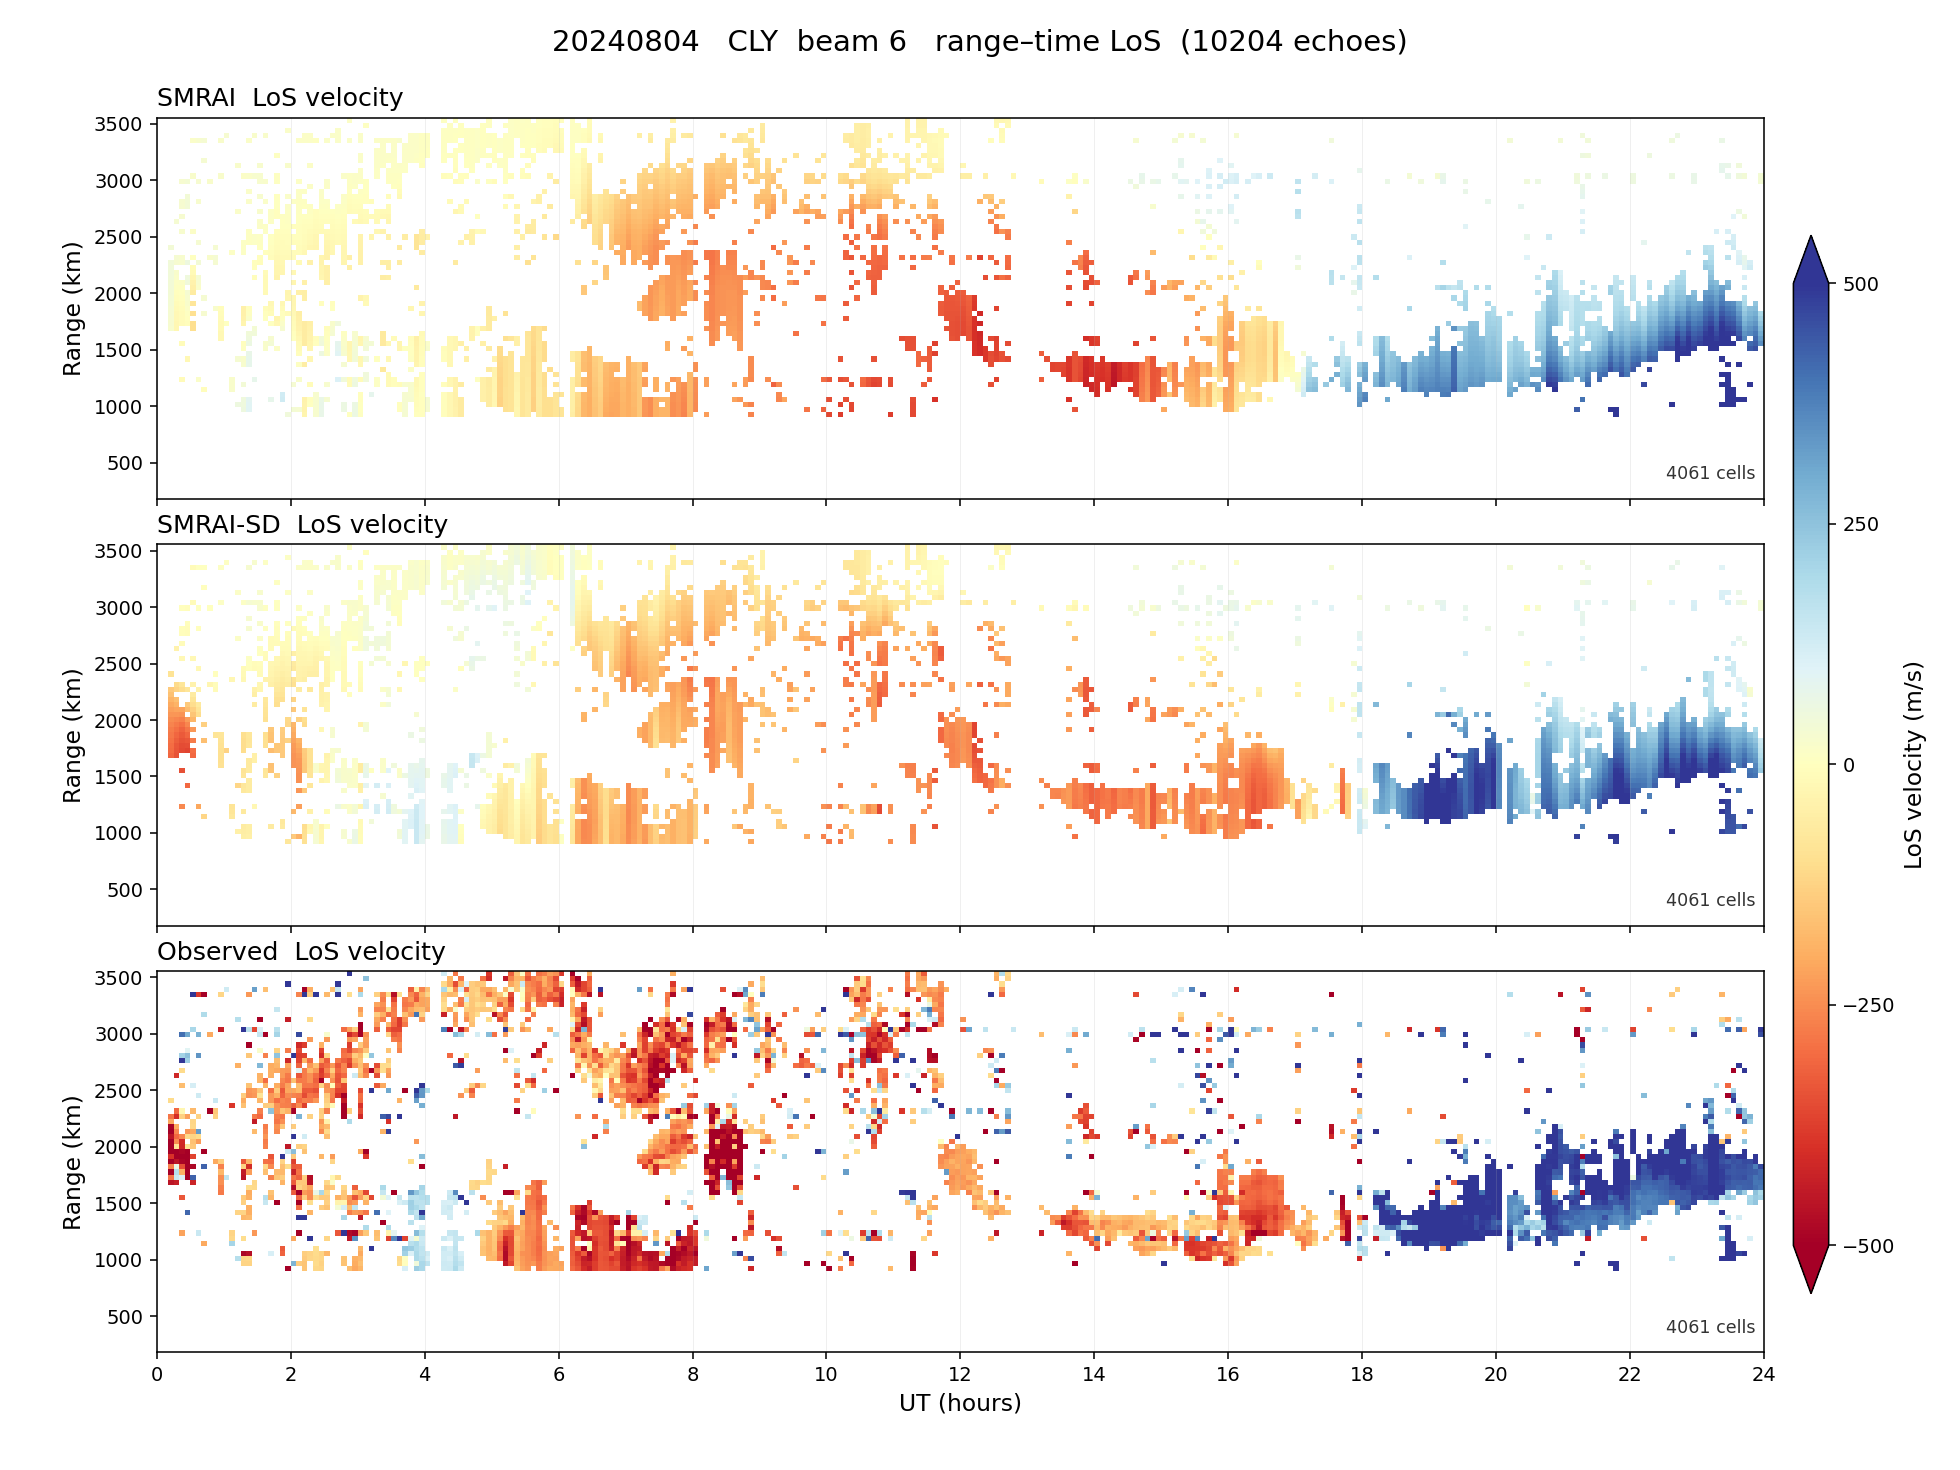 20240804 CLY beam 6 range–time LoS (10204 echoes)
SMRAI LoS velocity
3500
3000
2500
2000
1500
1000
500
Range (km)
4061 cells
SMRAI-SD LoS velocity
3500
3000
2500
2000
1500
1000
500
Range (km)
4061 cells
Observed LoS velocity
3500
3000
2500
2000
1500
1000
500
Range (km)
4061 cells
0 2 4 6 8 10 12 14 16 18 20 22 24
UT (hours)
500
250
0
−250
−500
LoS velocity (m/s)